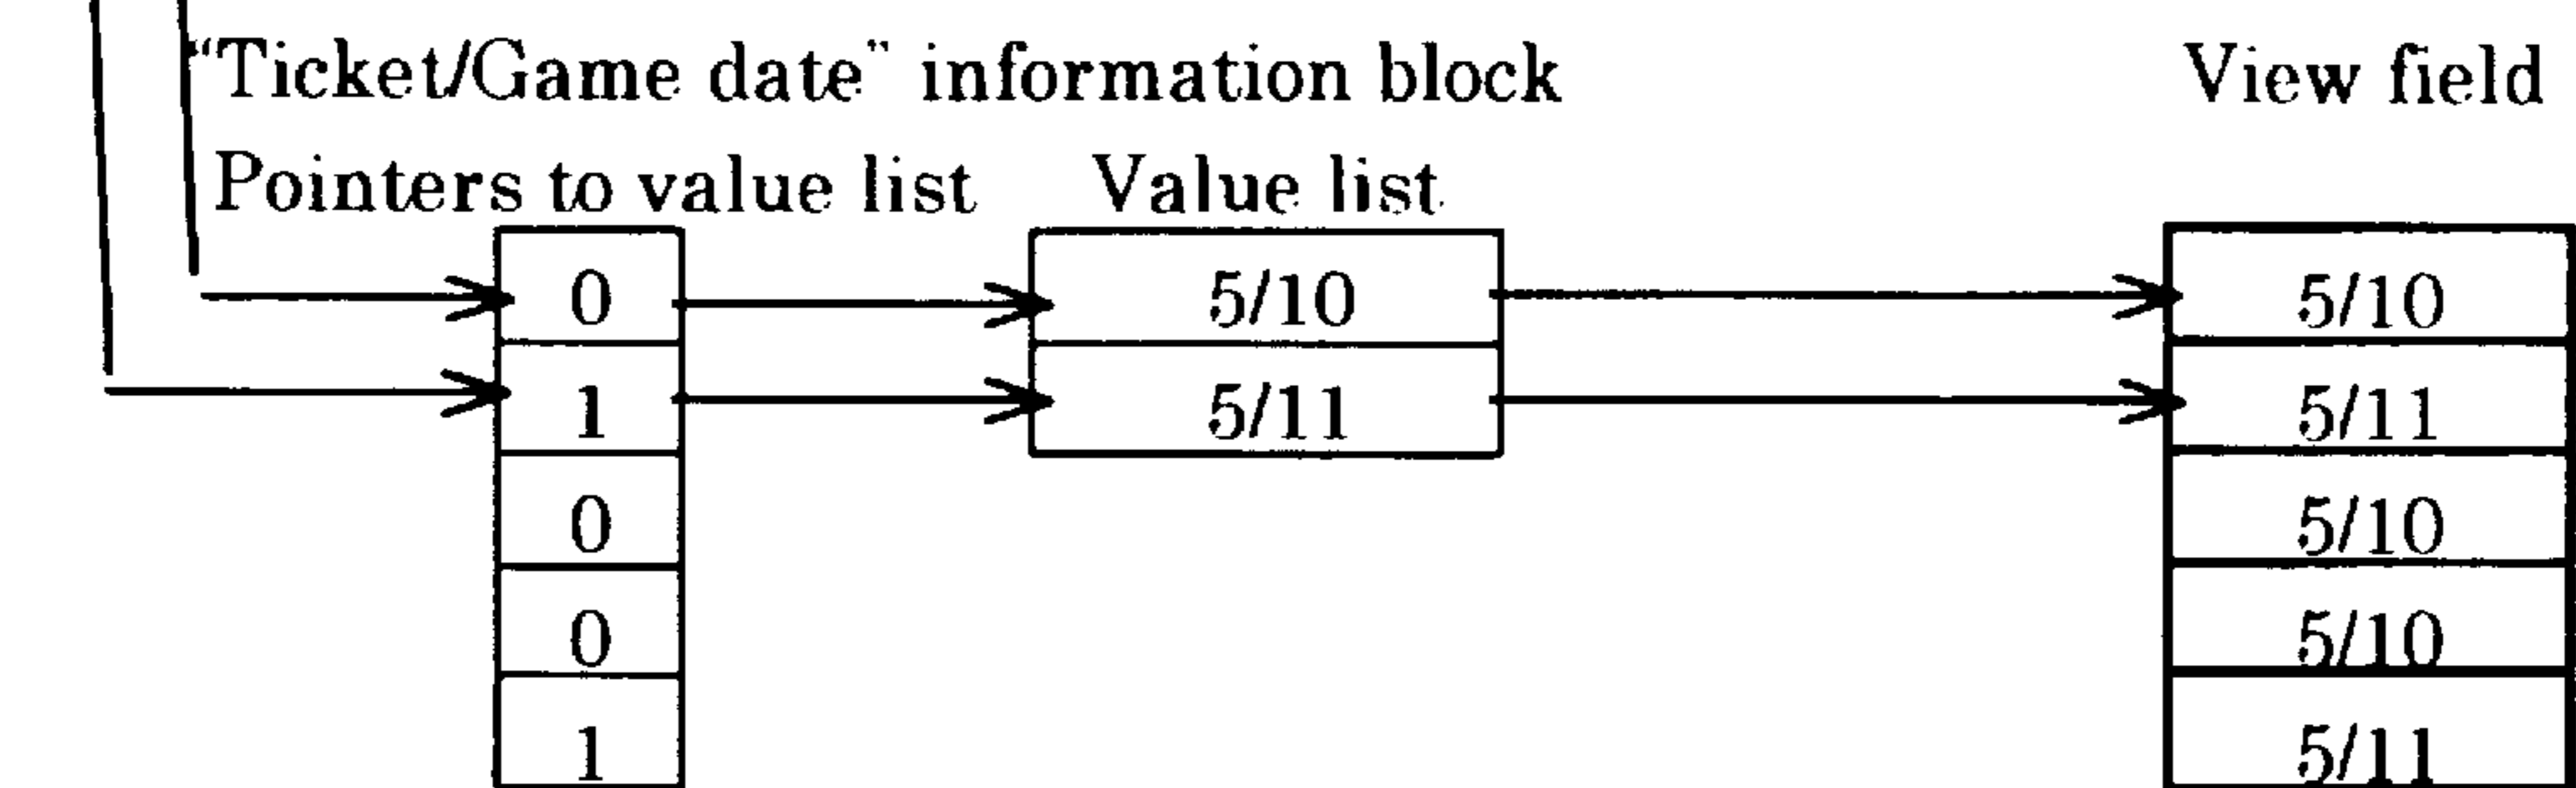 "Ticket/Game date" information block View field
Pointers to value list Value list
0 5/10 5/10
1 5/11 5/11
0 5/10
0 5/10
1 5/11